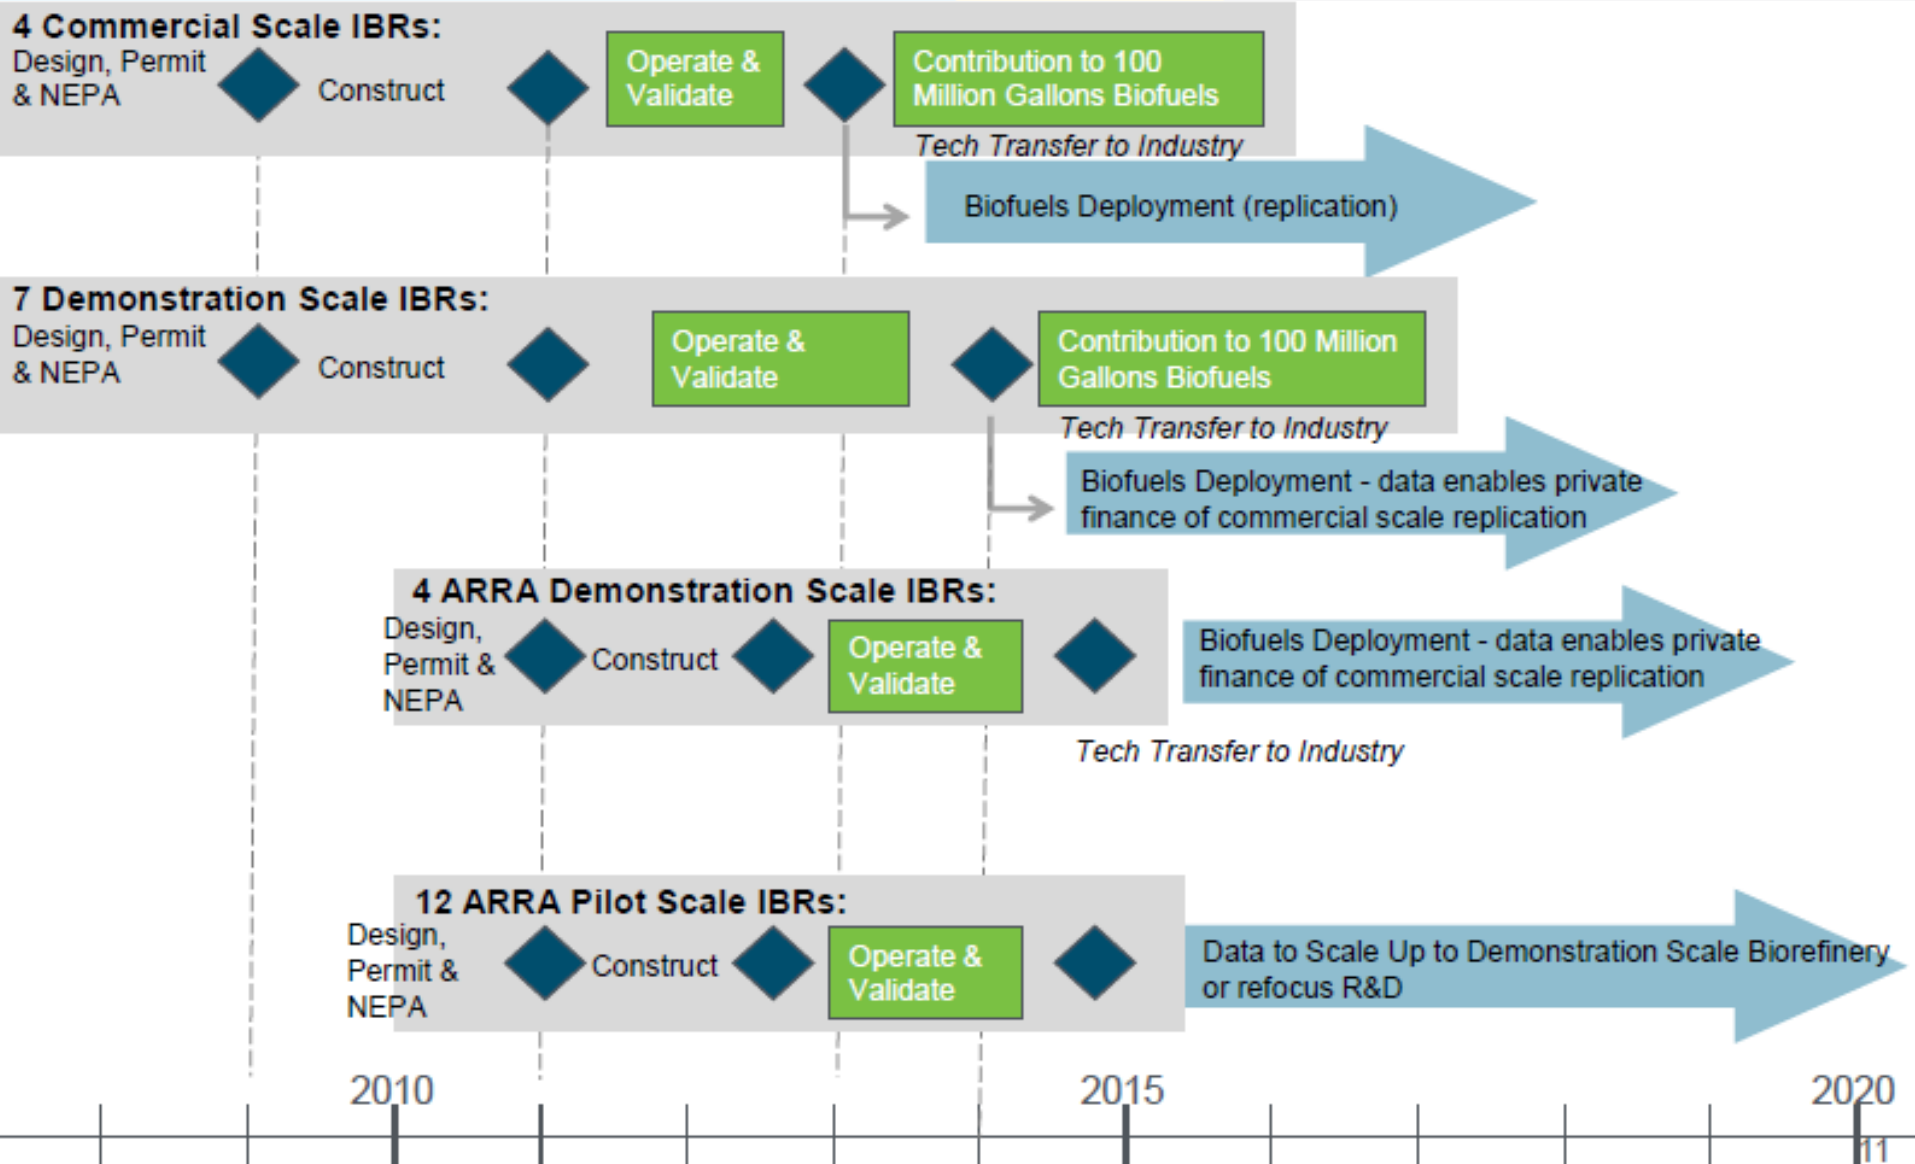 4 Commercial Scale IBRs:
Design, Permit
& NEPA
Construct
Operate &
Validate
Contribution to 100
Million Gallons Biofuels
Tech Transfer to Industry
Biofuels Deployment (replication)
7 Demonstration Scale IBRs:
Design, Permit
& NEPA
Construct
Operate &
Validate
Contribution to 100 Million
Gallons Biofuels
Tech Transfer to Industry
Biofuels Deployment - data enables private
finance of commercial scale replication
4 ARRA Demonstration Scale IBRs:
Design,
Permit &
NEPA
Construct
Operate &
Validate
Biofuels Deployment - data enables private
finance of commercial scale replication
Tech Transfer to Industry
12 ARRA Pilot Scale IBRs:
Design,
Permit &
NEPA
Construct
Operate &
Validate
Data to Scale Up to Demonstration Scale Biorefinery
or refocus R&D
2010
2015
2020
11